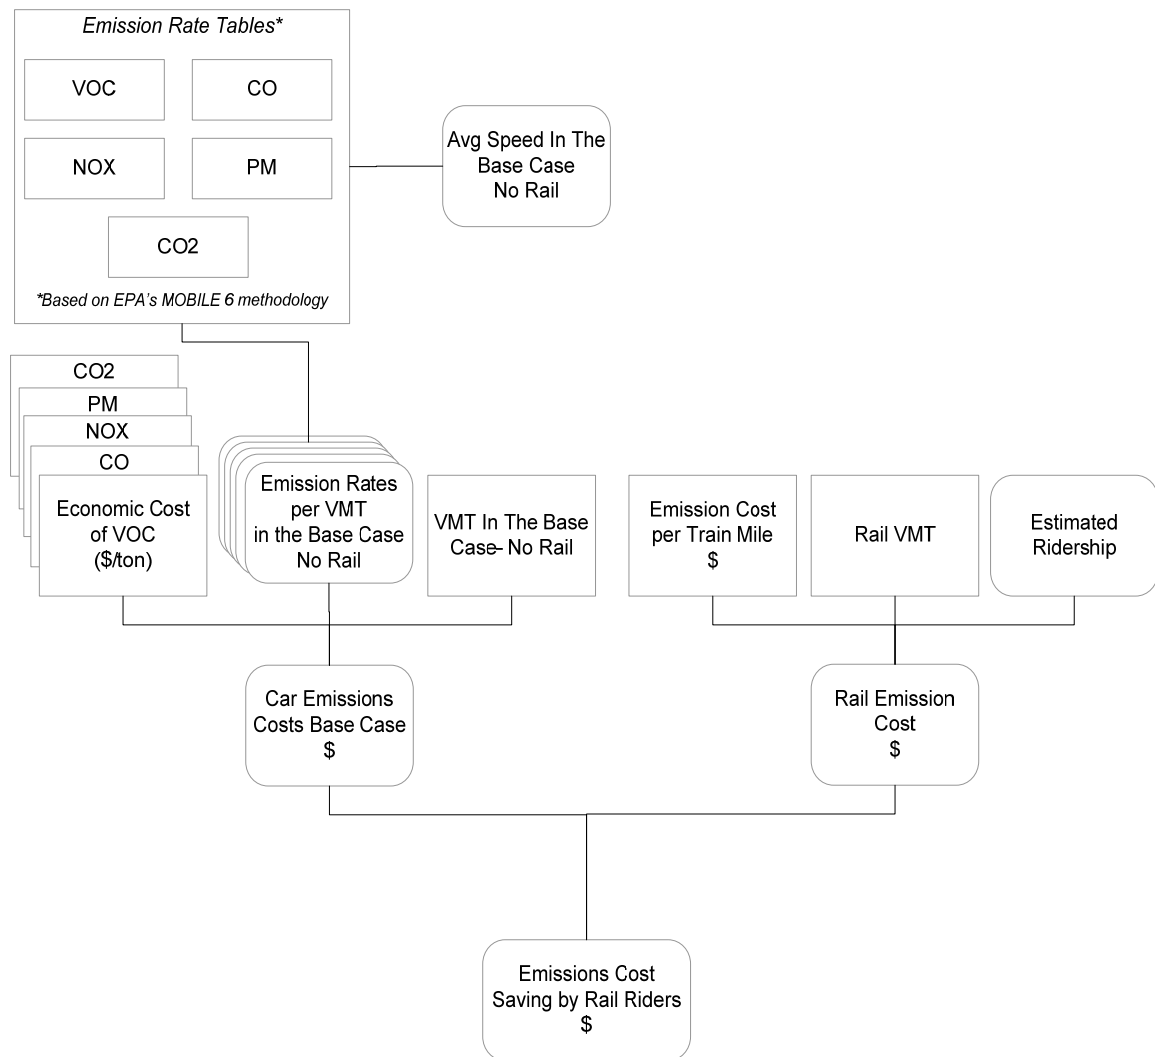 Emission Rate Tables*
VOC
CO
NOX
PM
CO2
*Based on EPA's MOBILE 6 methodology
Avg Speed In The
Base Case
No Rail
CO2
PM
NOX
CO
Economic Cost
of VOC
($/ton)
Emission Rates
per VMT
in the Base Case
No Rail
VMT In The Base
Case– No Rail
Emission Cost
per Train Mile
$
Rail VMT
Estimated
Ridership
Car Emissions
Costs Base Case
$
Rail Emission
Cost
$
Emissions Cost
Saving by Rail Riders
$